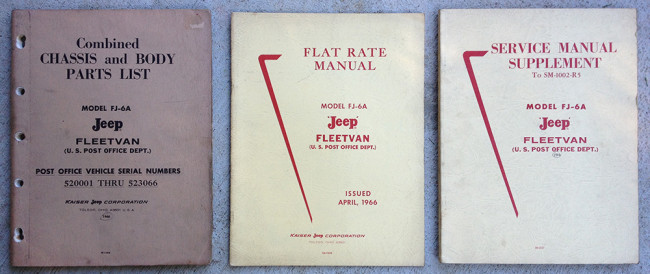 Combined
CHASSIS and BODY
PARTS LIST
MODEL FJ-6A
"Jeep"
FLEETVAN
(U. S. POST OFFICE DEPT.)
POST OFFICE VEHICLE SERIAL NUMBERS
520001 THRU 523066
KAISER Jeep CORPORATION
FLAT RATE
MANUAL
MODEL FJ-6A
"Jeep"
FLEETVAN
(U. S. POST OFFICE DEPT.)
ISSUED
APRIL, 1966
KAISER Jeep CORPORATION
SERVICE MANUAL
SUPPLEMENT
To SM-1002-R5
MODEL FJ-6A
"Jeep"
FLEETVAN
(U. S. POST OFFICE DEPT.)